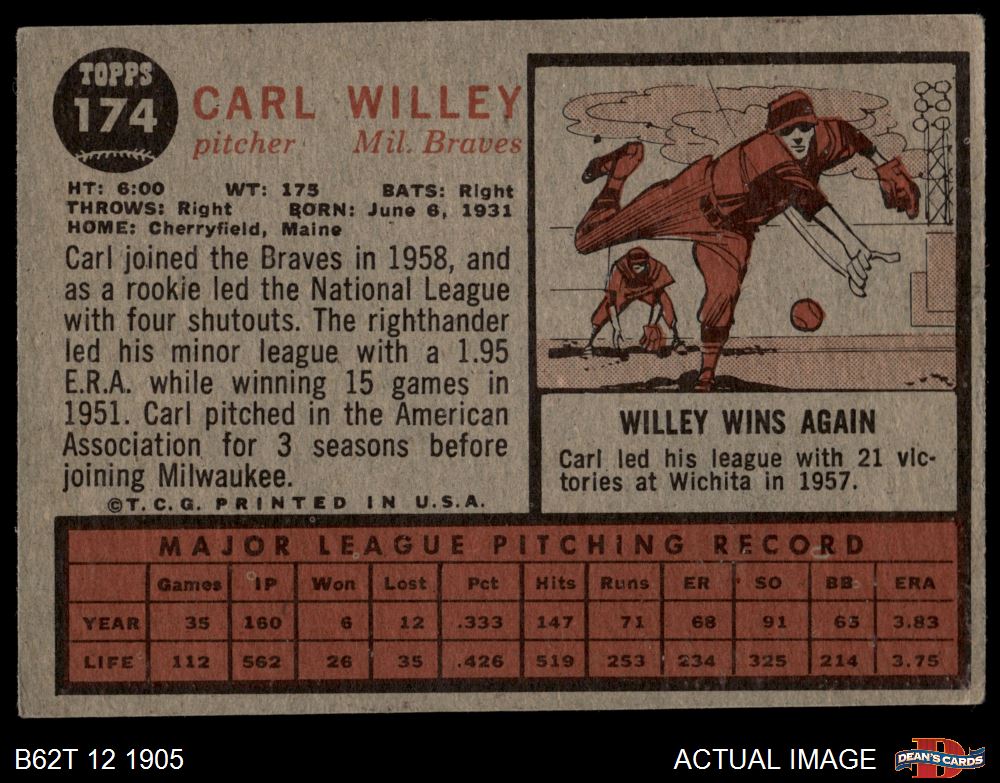 TOPPS
174
CARL WILLEY
pitcher Mil. Braves
HT: 6:00 WT: 175 BATS: Right
THROWS: Right BORN: June 6, 1931
HOME: Cherryfield, Maine
Carl joined the Braves in 1958, and
as a rookie led the National League
with four shutouts. The righthander
led his minor league with a 1.95
E.R.A. while winning 15 games in
1951. Carl pitched in the American
Association for 3 seasons before
joining Milwaukee.
©T.C.G. PRINTED IN U.S.A.
WILLEY WINS AGAIN
Carl led his league with 21 vic-
tories at Wichita in 1957.
MAJOR LEAGUE PITCHING RECORD
Games IP Won Lost Pct Hits Runs ER SO BB ERA
YEAR 35 160 6 12 .333 147 71 68 91 65 3.83
LIFE 112 562 26 35 .426 519 253 234 325 214 3.75
B62T 12 1905
ACTUAL IMAGE
D
DEAN'S CARDS